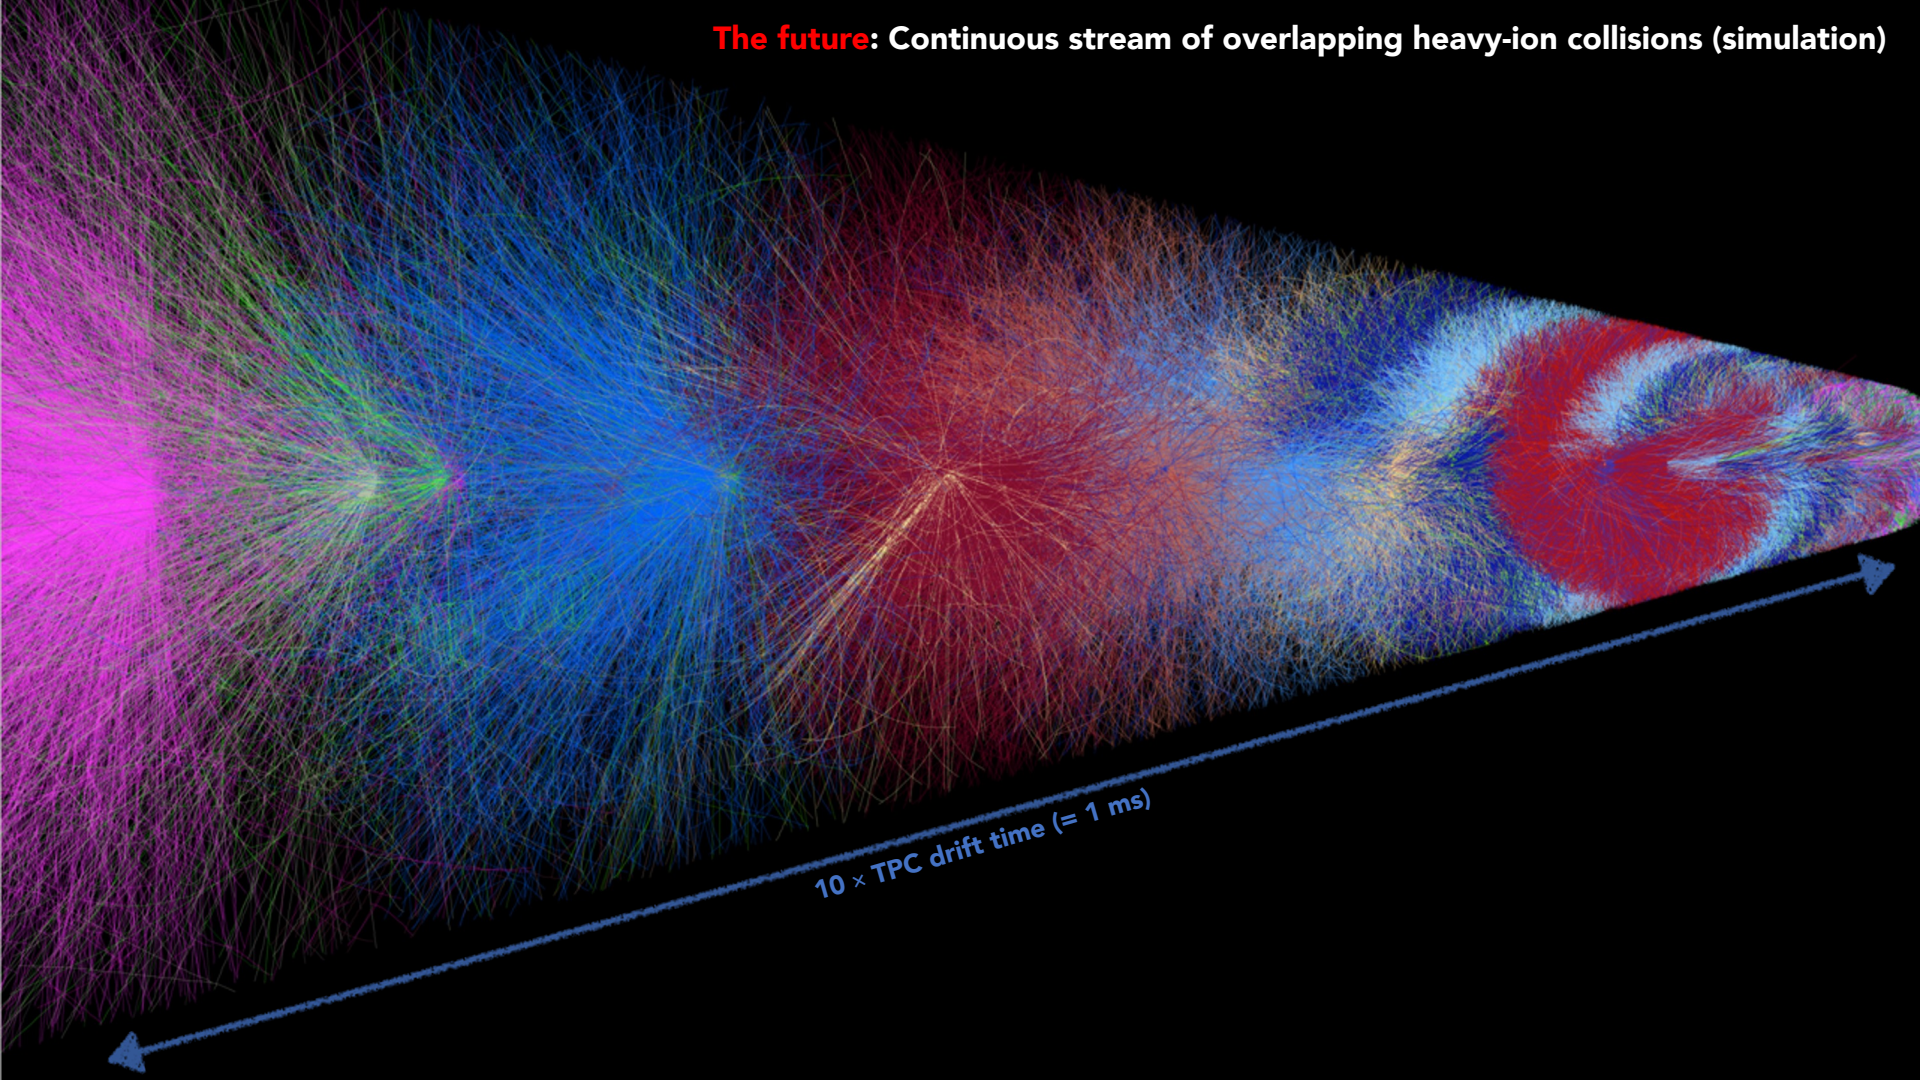 The future: Continuous stream of overlapping heavy-ion collisions (simulation)
10 × TPC drift time (= 1 ms)